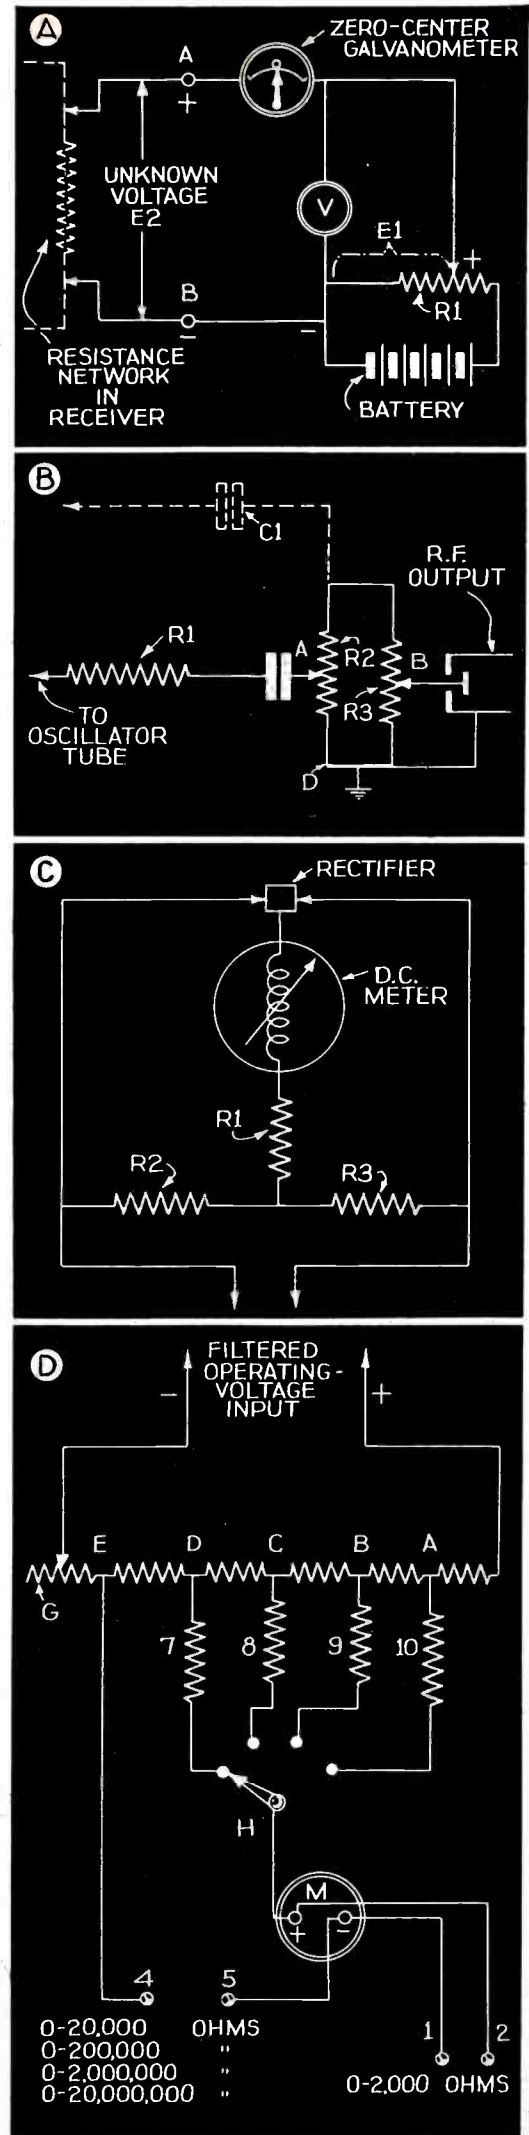 A
ZERO-CENTER
GALVANOMETER
A
+
UNKNOWN
VOLTAGE
E2
V
E1
+
R1
B
-
-
RESISTANCE
NETWORK
IN
RECEIVER
BATTERY
B
C1
R.F.
OUTPUT
R1
A
R2
B
R3
TO
OSCILLATOR
TUBE
D
C
RECTIFIER
D.C.
METER
R1
R2
R3
D
FILTERED
OPERATING-
VOLTAGE
INPUT
-
+
E D C B A
G
7 8 9 10
H
M
+ -
4 5
1 2
0-20,000 OHMS
0-200,000 "
0-2,000,000 "
0-20,000,000 "
0-2,000 OHMS